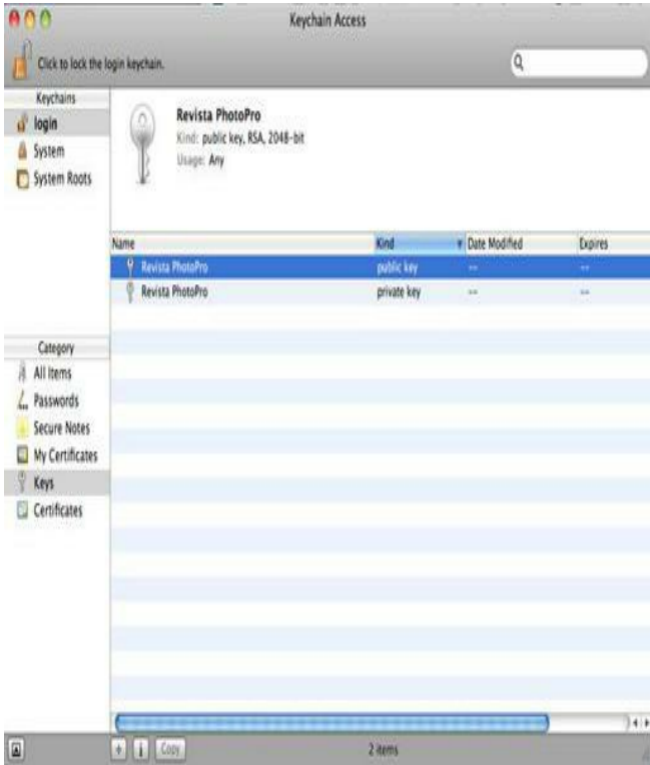 Keychain Access
Click to lock the login keychain.
Keychains
login
System
System Roots
Revista PhotoPro
Kind: public key, RSA, 2048-bit
Usage: Any
Name Kind Date Modified Expires
Revista PhotoPro public key -- --
Revista PhotoPro private key -- --
Category
All Items
Passwords
Secure Notes
My Certificates
Keys
Certificates
+ i Copy 2 items